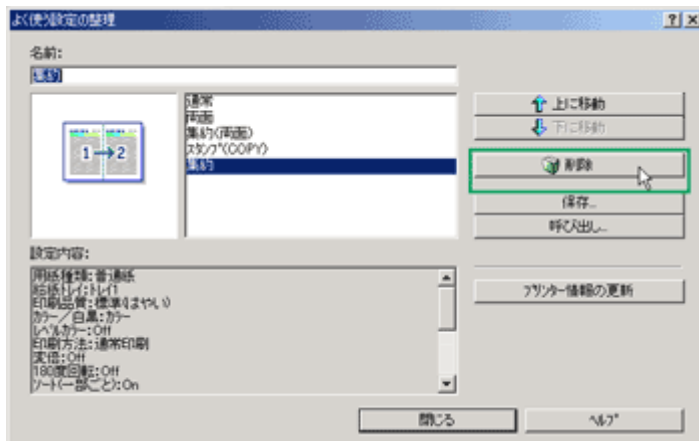 よく使う設定の整理
名前:
集約
1→2
通常
両面
集約(両面)
スタンプ(COPY)
集約
上に移動
下に移動
削除
保存...
呼び出し...
設定内容:
用紙種類:普通紙
給紙トレイ:トレイ1
印刷品質:標準(はやい)
カラー/白黒:カラー
レベルカラー:Off
印刷方法:通常印刷
変倍:Off
180度回転:Off
ソート(一部ごと):On
プリンター情報の更新
閉じる
ヘルプ